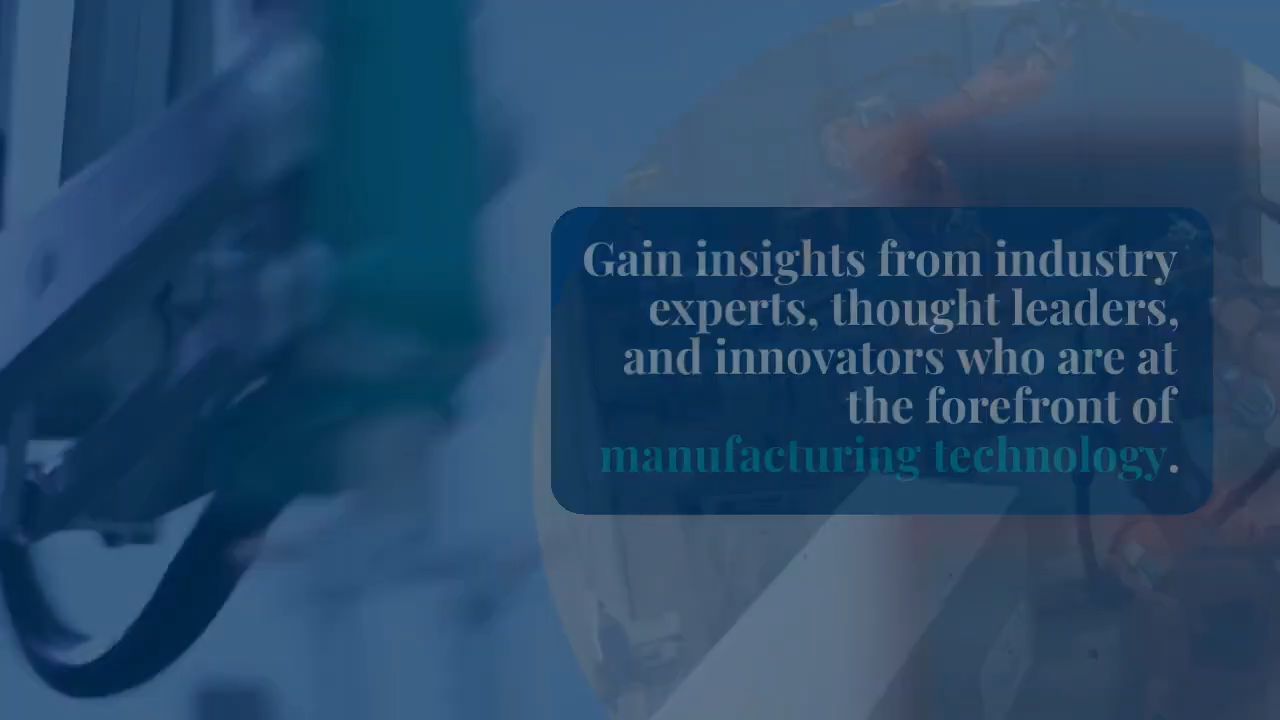 Gain insights from industry
experts, thought leaders,
and innovators who are at
the forefront of
manufacturing technology.